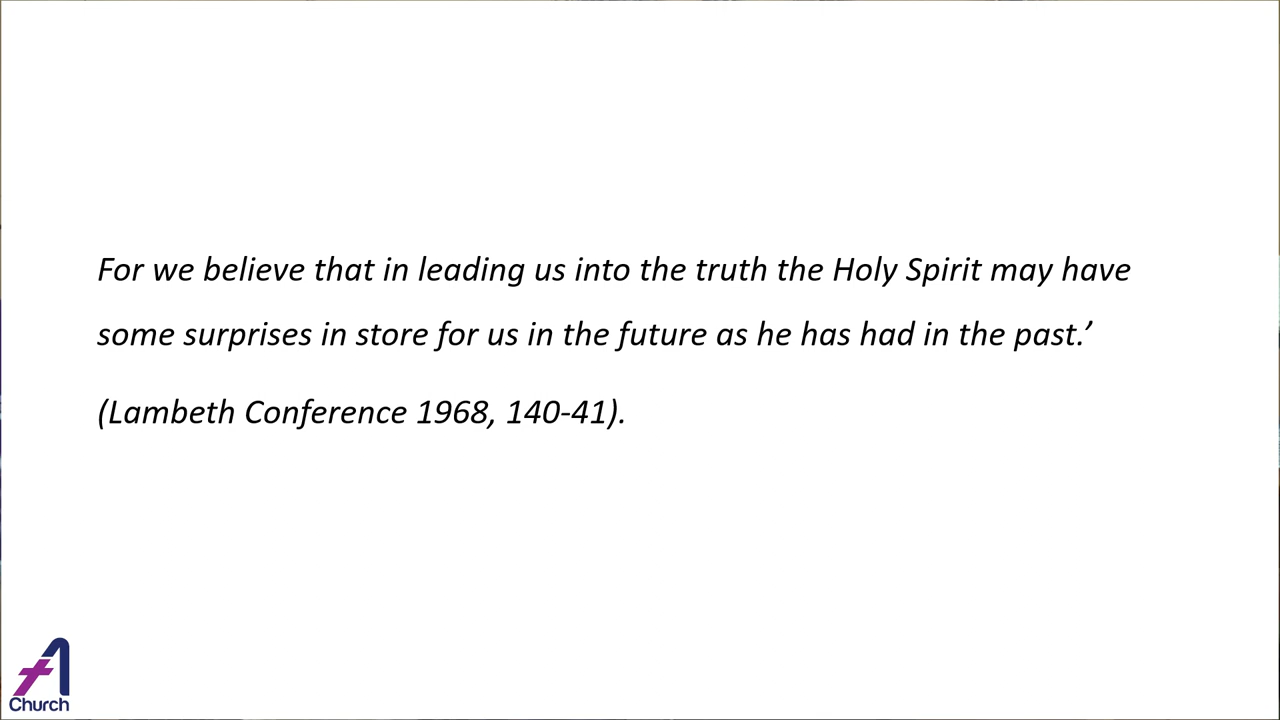 For we believe that in leading us into the truth the Holy Spirit may have
some surprises in store for us in the future as he has had in the past.’
(Lambeth Conference 1968, 140-41).
Church